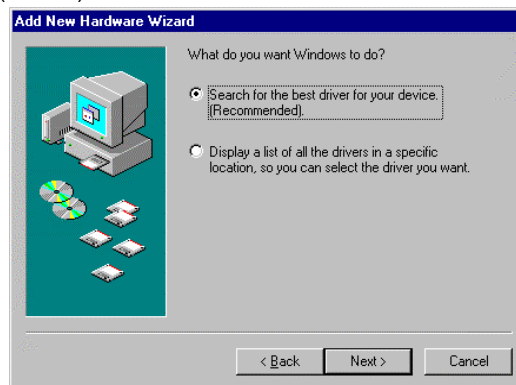 Add New Hardware Wizard
What do you want Windows to do?
Search for the best driver for your device.
(Recommended).
Display a list of all the drivers in a specific
location, so you can select the driver you want.
< Back
Next >
Cancel